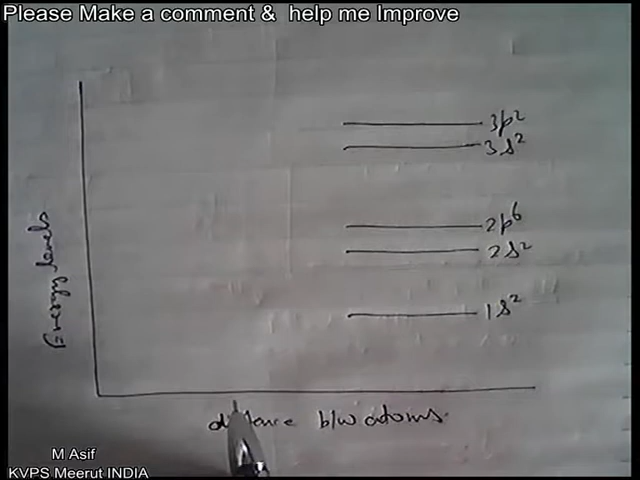 Please Make a comment & help me Improve
3p²
3s²
2p⁶
2s²
1s²
Energy levels
distance b/w atoms.
M Asif
KVPS Meerut INDIA